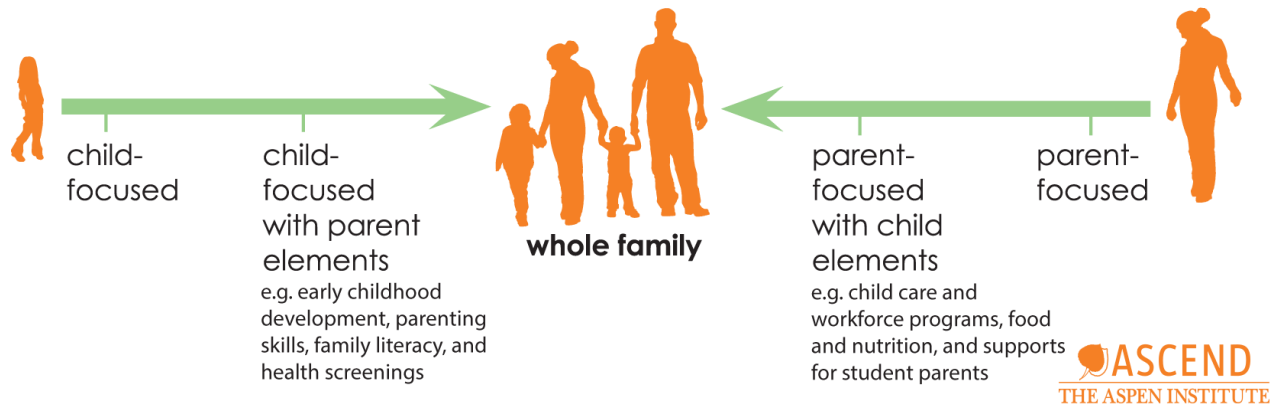 child-
focused
child-
focused
with parent
elements
e.g. early childhood
development, parenting
skills, family literacy, and
health screenings
whole family
parent-
focused
with child
elements
e.g. child care and
workforce programs, food
and nutrition, and supports
for student parents
parent-
focused
ASCEND
THE ASPEN INSTITUTE